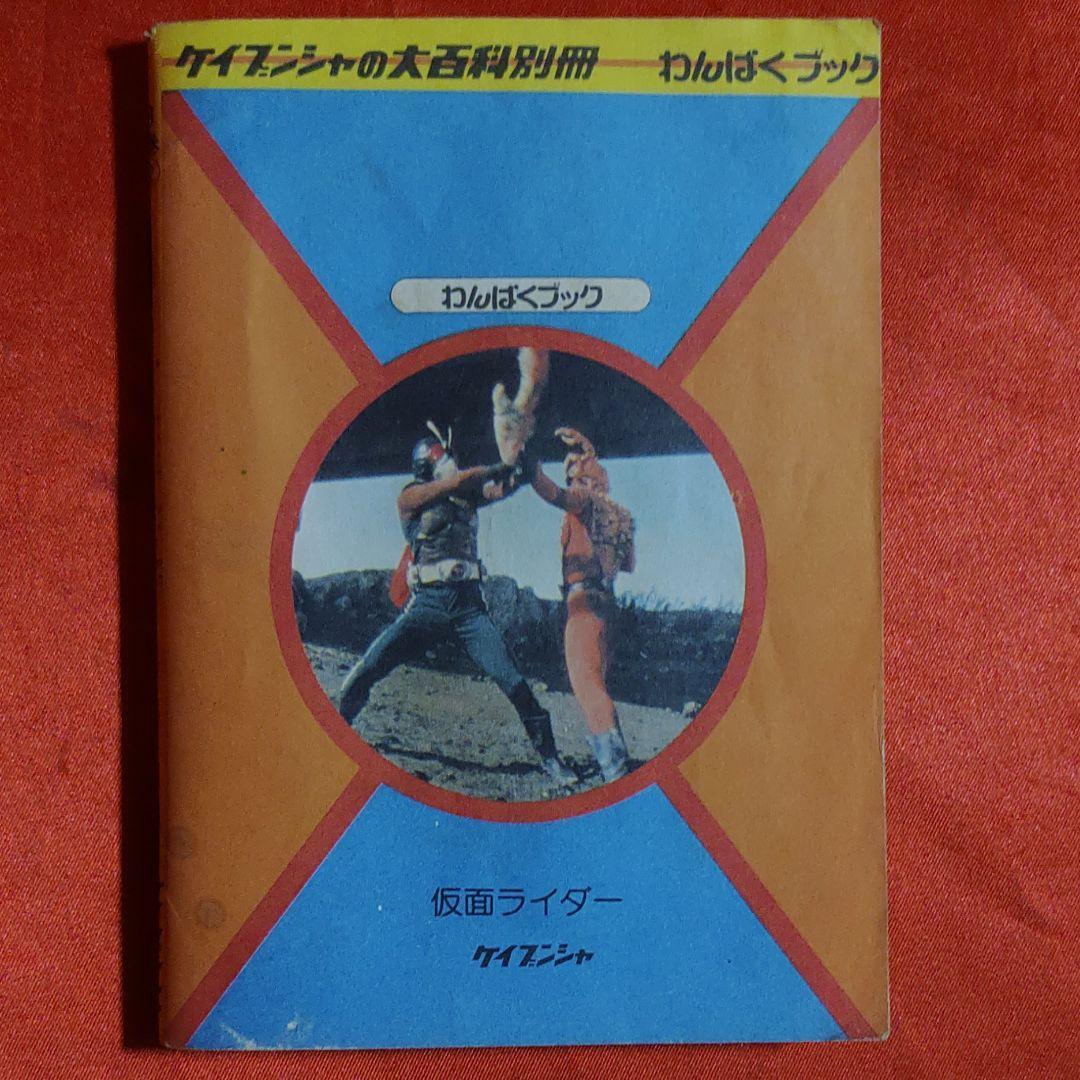 ケイブンシャの大百科別冊 わんぱくブック
わんぱくブック
仮面ライダー
ケイブンシャ